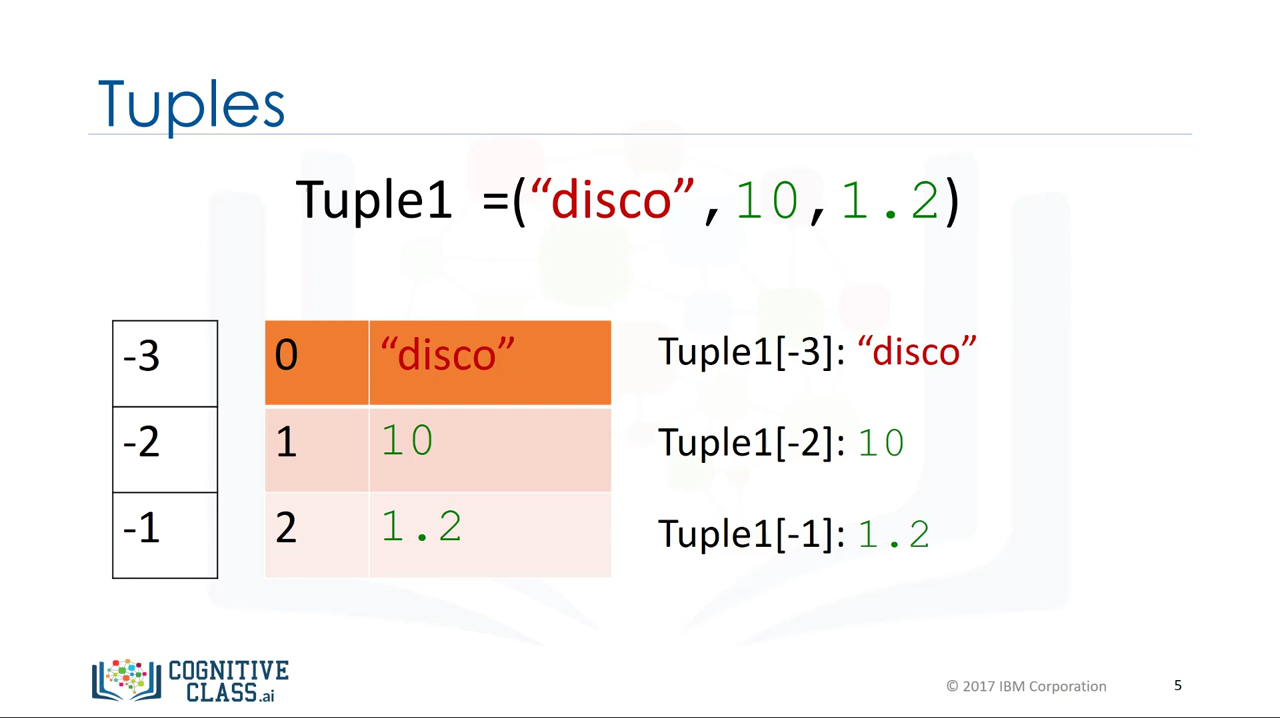 Tuples
Tuple1 =(“disco”, 10, 1.2)
-3 0 “disco” Tuple1[-3]: “disco”
-2 1 10 Tuple1[-2]: 10
-1 2 1.2 Tuple1[-1]: 1.2
COGNITIVE
CLASS.ai
© 2017 IBM Corporation 5